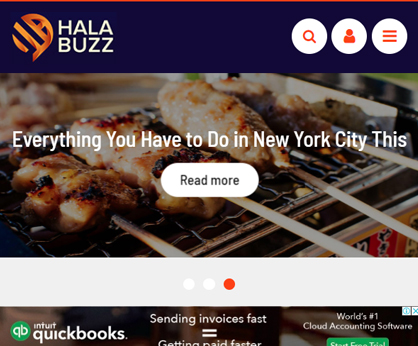 HALA
BUZZ
Everything You Have to Do in New York City This
Read more
intuit
quickbooks.
Sending invoices fast
=
Getting paid faster
World's #1
Cloud Accounting Software
Start Free Trial